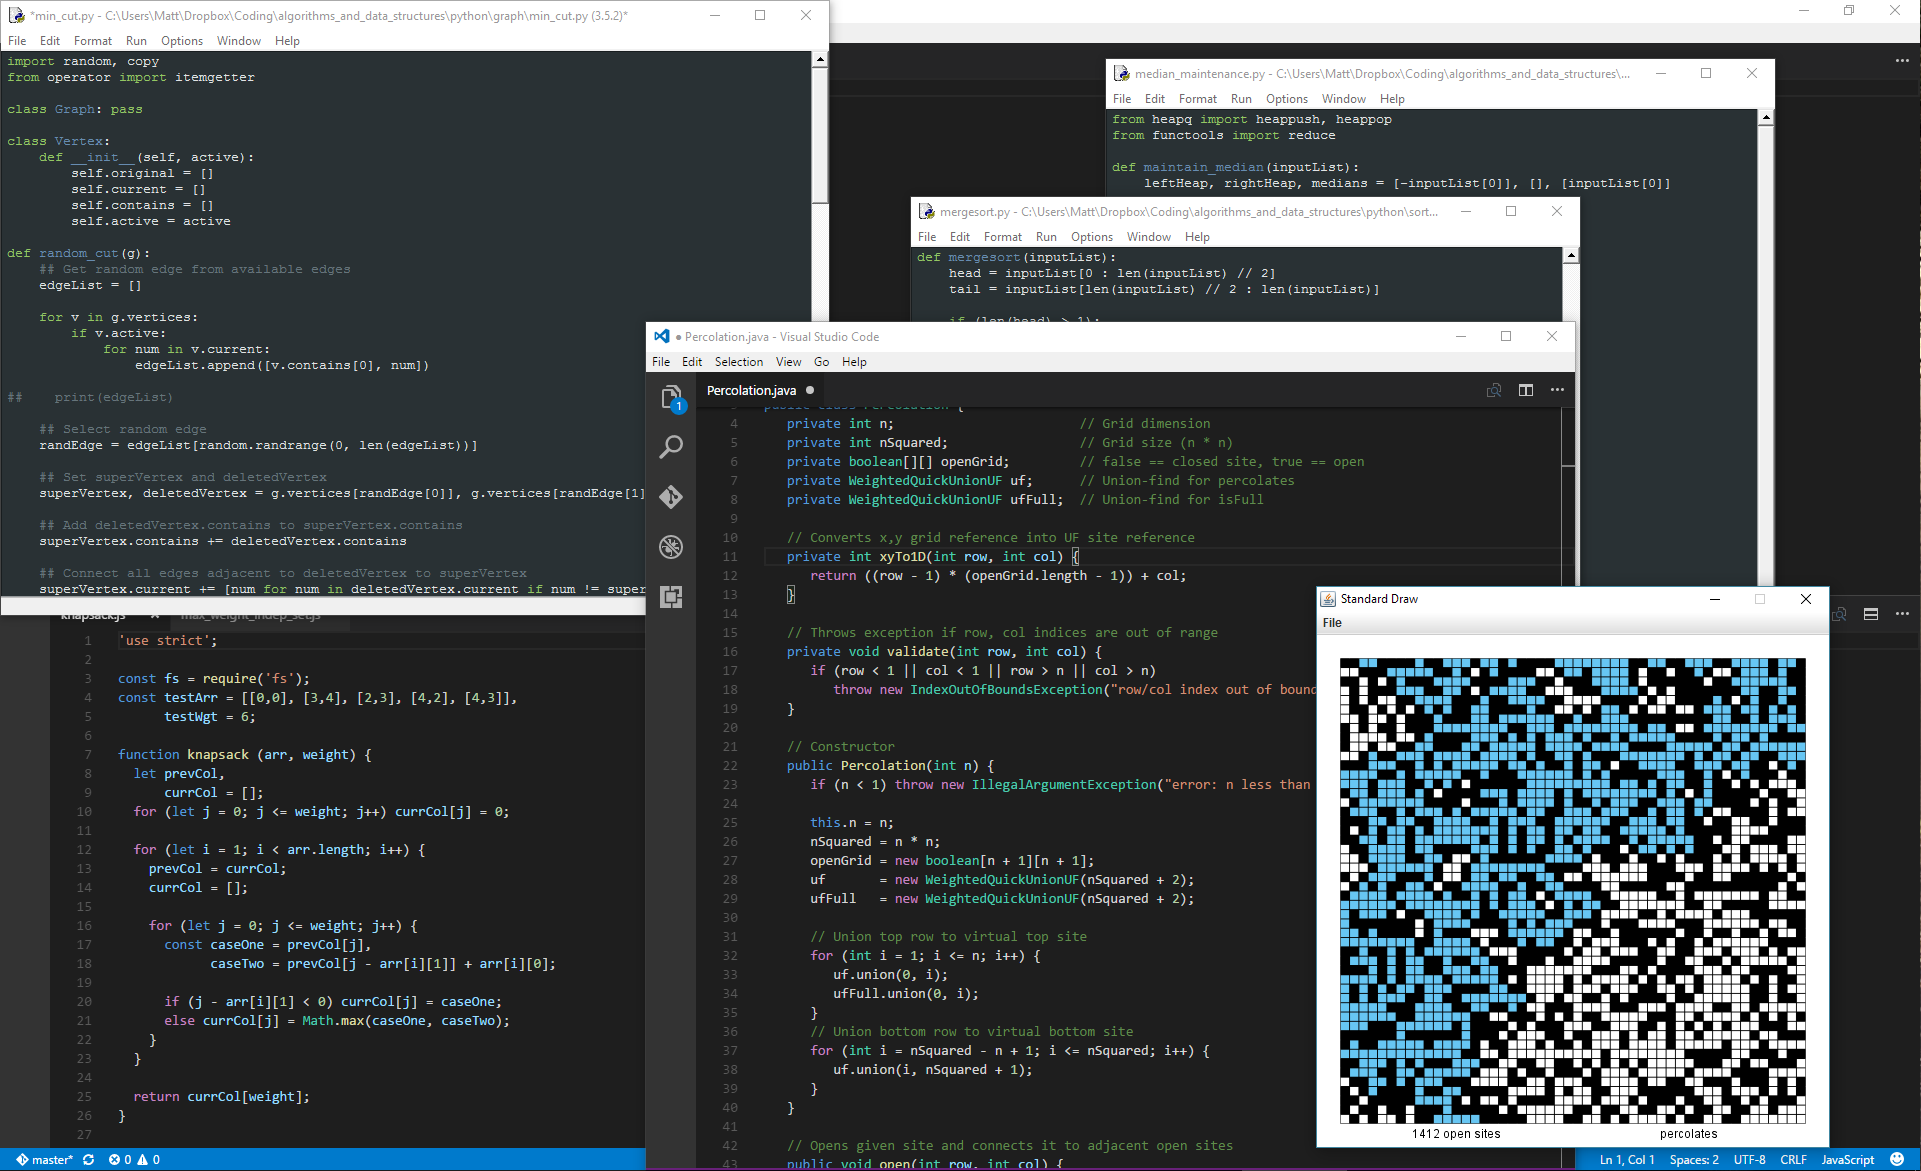 *min_cut.py - C:\Users\Matt\Dropbox\Coding\algorithms_and_data_structures\python\graph\min_cut.py (3.5.2)*
File Edit Format Run Options Window Help
import random, copy
from operator import itemgetter
class Graph: pass
class Vertex:
def __init__(self, active):
self.original = []
self.current = []
self.contains = []
self.active = active
def random_cut(g):
## Get random edge from available edges
edgeList = []
for v in g.vertices:
if v.active:
for num in v.current:
edgeList.append([v.contains[0], num])
## print(edgeList)
## Select random edge
randEdge = edgeList[random.randrange(0, len(edgeList))]
## Set superVertex and deletedVertex
superVertex, deletedVertex = g.vertices[randEdge[0]], g.vertices[randEdge[1]
## Add deletedVertex.contains to superVertex.contains
superVertex.contains += deletedVertex.contains
## Connect all edges adjacent to deletedVertex to superVertex
superVertex.current += [num for num in deletedVertex.current if num != super
median_maintenance.py - C:\Users\Matt\Dropbox\Coding\algorithms_and_data_structures\...
File Edit Format Run Options Window Help
from heapq import heappush, heappop
from functools import reduce
def maintain_median(inputList):
leftHeap, rightHeap, medians = [-inputList[0]], [], [inputList[0]]
mergesort.py - C:\Users\Matt\Dropbox\Coding\algorithms_and_data_structures\python\sort...
File Edit Format Run Options Window Help
def mergesort(inputList):
head = inputList[0 : len(inputList) // 2]
tail = inputList[len(inputList) // 2 : len(inputList)]
if (len(head) > 1):
● Percolation.java - Visual Studio Code
File Edit Selection View Go Help
1
Percolation.java ●
public class Percolation {
4 private int n; // Grid dimension
5 private int nSquared; // Grid size (n * n)
6 private boolean[][] openGrid; // false == closed site, true == open
7 private WeightedQuickUnionUF uf; // Union-find for percolates
8 private WeightedQuickUnionUF ufFull; // Union-find for isFull
9
10 // Converts x,y grid reference into UF site reference
11 private int xyTo1D(int row, int col) {
12 return ((row - 1) * (openGrid.length - 1)) + col;
13 }
14
15 // Throws exception if row, col indices are out of range
16 private void validate(int row, int col) {
17 if (row < 1 || col < 1 || row > n || col > n)
18 throw new IndexOutOfBoundsException("row/col index out of boun
19 }
20
21 // Constructor
22 public Percolation(int n) {
23 if (n < 1) throw new IllegalArgumentException("error: n less than
24
25 this.n = n;
26 nSquared = n * n;
27 openGrid = new boolean[n + 1][n + 1];
28 uf = new WeightedQuickUnionUF(nSquared + 2);
29 ufFull = new WeightedQuickUnionUF(nSquared + 2);
30
31 // Union top row to virtual top site
32 for (int i = 1; i <= n; i++) {
33 uf.union(0, i);
34 ufFull.union(0, i);
35 }
36 // Union bottom row to virtual bottom site
37 for (int i = nSquared - n + 1; i <= nSquared; i++) {
38 uf.union(i, nSquared + 1);
39 }
40 }
41
42 // Opens given site and connects it to adjacent open sites
43 public void open(int row, int col) {
knapsack.js max_weight_indep_set.js
1 'use strict';
2
3 const fs = require('fs');
4 const testArr = [[0,0], [3,4], [2,3], [4,2], [4,3]],
5 testWgt = 6;
6
7 function knapsack (arr, weight) {
8 let prevCol,
9 currCol = [];
10 for (let j = 0; j <= weight; j++) currCol[j] = 0;
11
12 for (let i = 1; i < arr.length; i++) {
13 prevCol = currCol;
14 currCol = [];
15
16 for (let j = 0; j <= weight; j++) {
17 const caseOne = prevCol[j],
18 caseTwo = prevCol[j - arr[i][1]] + arr[i][0];
19
20 if (j - arr[i][1] < 0) currCol[j] = caseOne;
21 else currCol[j] = Math.max(caseOne, caseTwo);
22 }
23 }
24
25 return currCol[weight];
26 }
27
Standard Draw
File
1412 open sites percolates
master* 0 0
Ln 1, Col 1 Spaces: 2 UTF-8 CRLF JavaScript